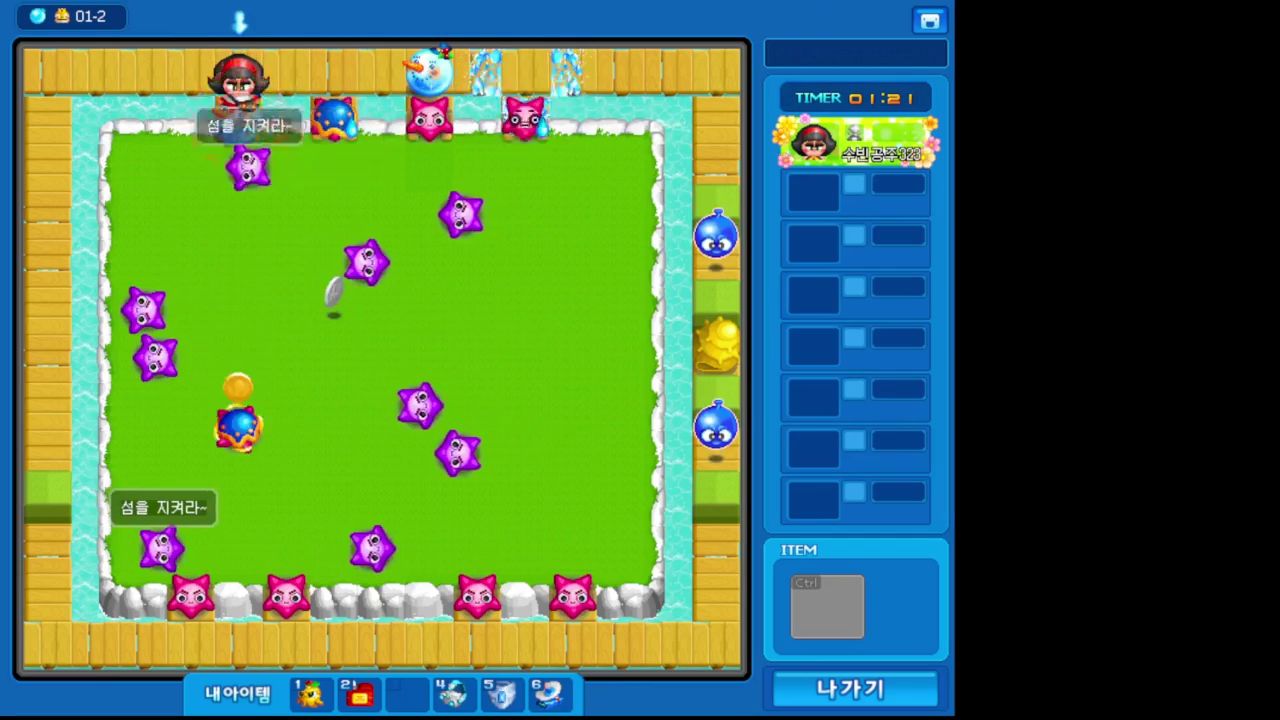 01-2
TIMER 01:21
섬을 지켜라~
수빈공주323
섬을 지켜라~
ITEM
Ctrl
내아이템
1
2
4
5
6
나가기